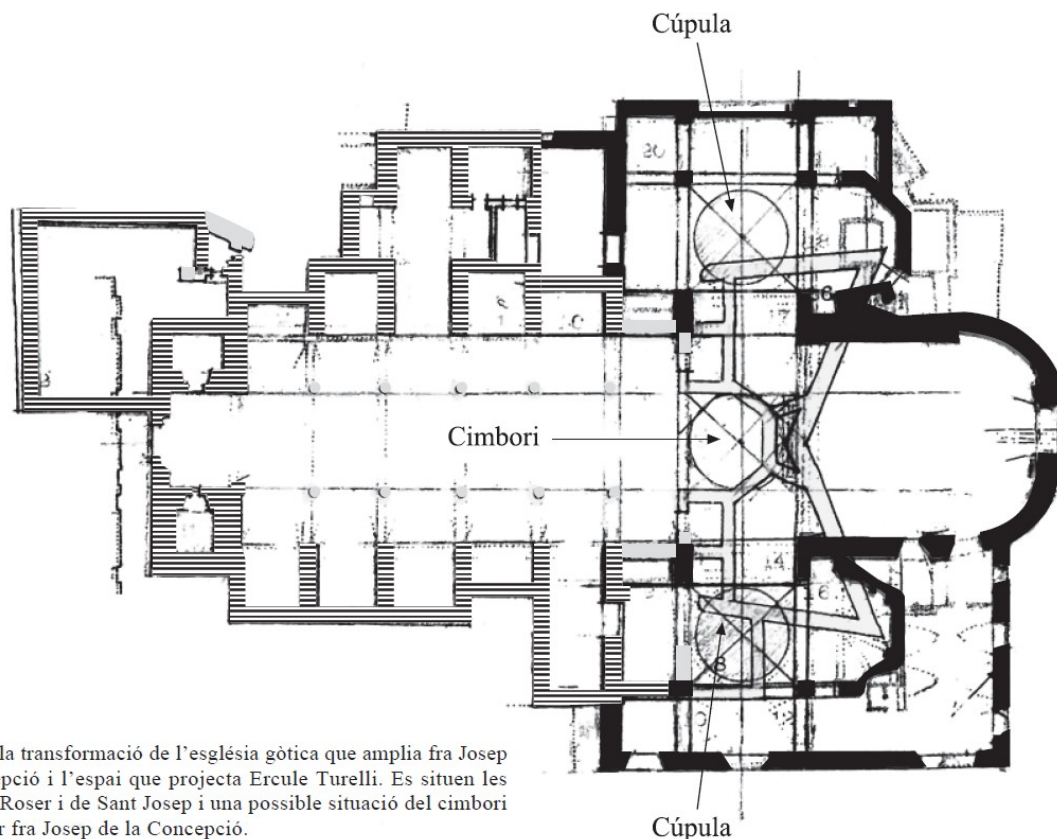 Cúpula
Cimbori
la transformació de l'església gòtica que amplia fra Josep
pció i l'espai que projecta Ercule Turelli. Es situen les
Roser i de Sant Josep i una possible situació del cimbori
r fra Josep de la Concepció.
Cúpula